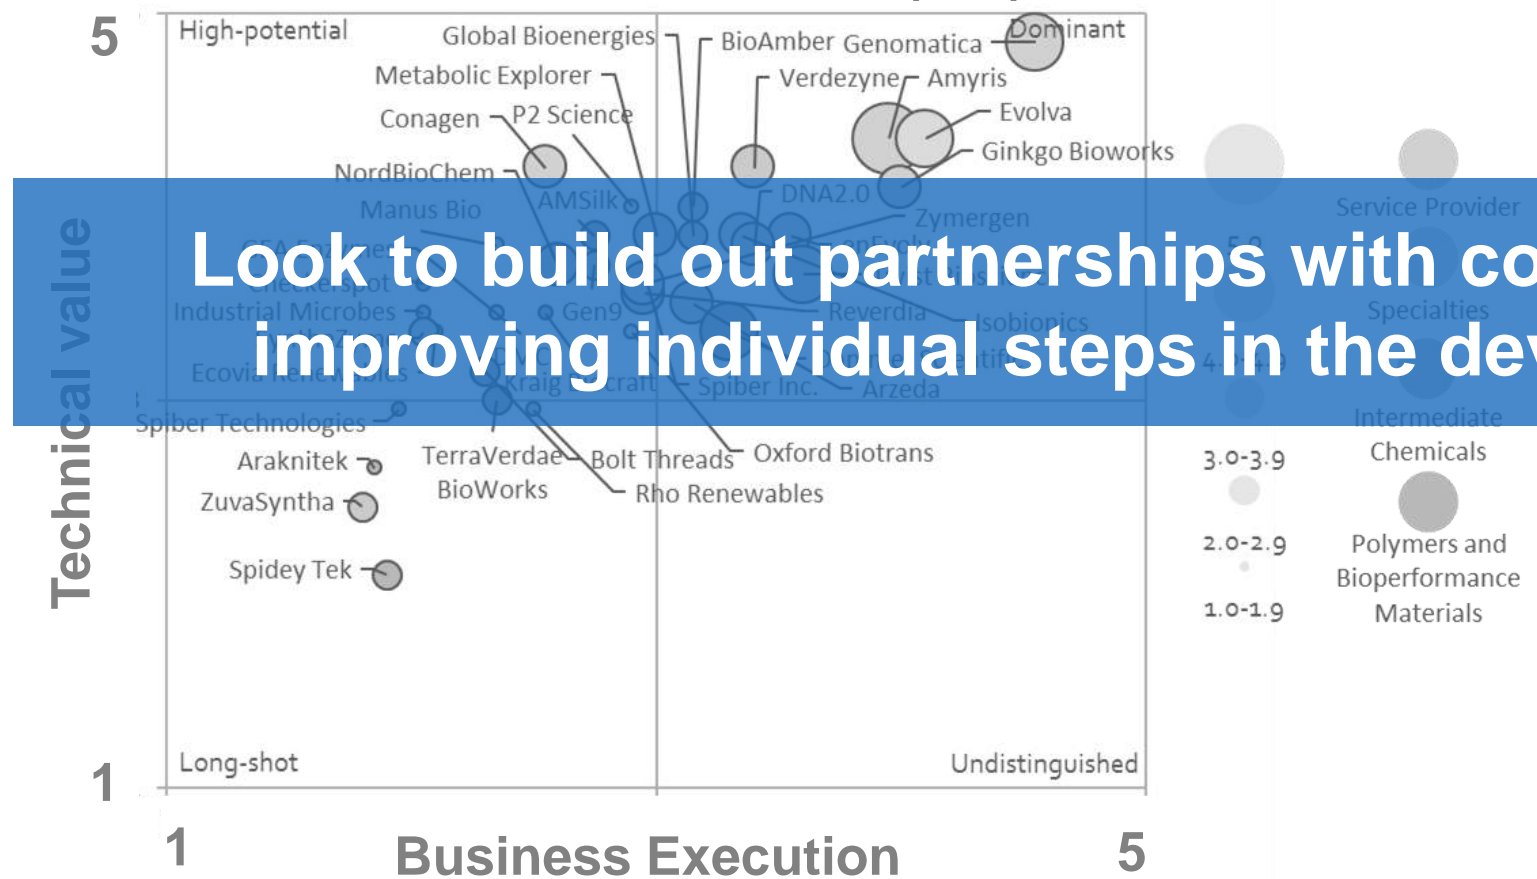 5
High-potential
Dominant
Global Bioenergies
BioAmber
Genomatica
Metabolic Explorer
Verdezyne
Amyris
Conagen
P2 Science
Evolva
Ginkgo Bioworks
NordBioChem
AMSilk
DNA2.0
Manus Bio
Zymergen
Service Provider
Look to build out partnerships with co
Industrial Microbes
Gen9
Reverdia
Isobionics
Specialties
improving individual steps in the dev
Ecovia Renewables
Kraig
Spiber Inc.
Arzeda
Spiber Technologies
Intermediate
Chemicals
Araknitek
TerraVerdae
BioWorks
Bolt Threads
Oxford Biotrans
3.0-3.9
ZuvaSyntha
Rho Renewables
2.0-2.9
Polymers and
Bioperformance
Materials
Spidey Tek
1.0-1.9
Technical value
Long-shot
Undistinguished
1
1
Business Execution
5